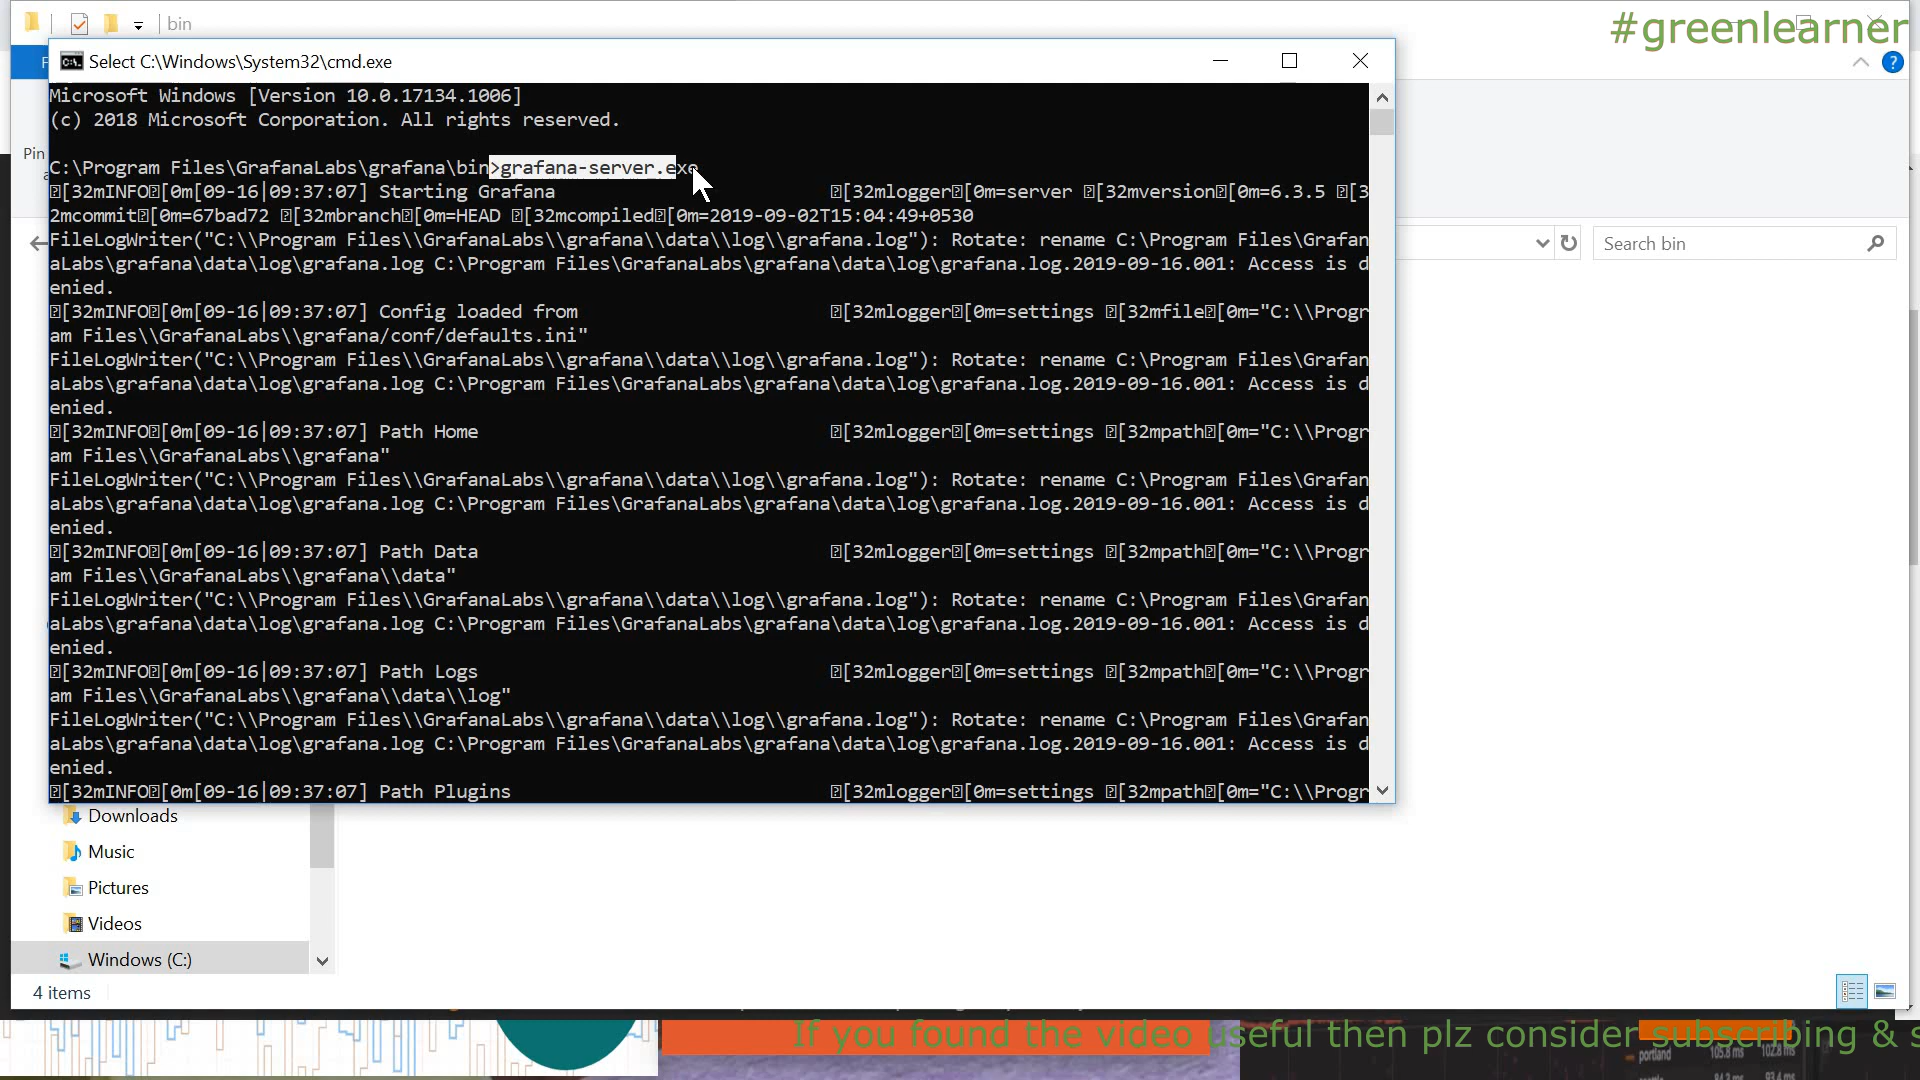 bin
#greenlearner
Select C:\Windows\System32\cmd.exe
Microsoft Windows [Version 10.0.17134.1006]
(c) 2018 Microsoft Corporation. All rights reserved.
Pin
C:\Program Files\GrafanaLabs\grafana\bin>grafana-server.exe
[32mINFO[0m[09-16|09:37:07] Starting Grafana [32mlogger[0m=server [32mversion[0m=6.3.5 [3
2mcommit[0m=67bad72 [32mbranch[0m=HEAD [32mcompiled[0m=2019-09-02T15:04:49+0530
FileLogWriter("C:\\Program Files\\GrafanaLabs\\grafana\\data\\log\\grafana.log"): Rotate: rename C:\Program Files\Grafan
aLabs\grafana\data\log\grafana.log C:\Program Files\GrafanaLabs\grafana\data\log\grafana.log.2019-09-16.001: Access is d
enied.
[32mINFO[0m[09-16|09:37:07] Config loaded from [32mlogger[0m=settings [32mfile[0m="C:\\Progr
am Files\\GrafanaLabs\\grafana/conf/defaults.ini"
FileLogWriter("C:\\Program Files\\GrafanaLabs\\grafana\\data\\log\\grafana.log"): Rotate: rename C:\Program Files\Grafan
aLabs\grafana\data\log\grafana.log C:\Program Files\GrafanaLabs\grafana\data\log\grafana.log.2019-09-16.001: Access is d
enied.
[32mINFO[0m[09-16|09:37:07] Path Home [32mlogger[0m=settings [32mpath[0m="C:\\Progr
am Files\\GrafanaLabs\\grafana"
FileLogWriter("C:\\Program Files\\GrafanaLabs\\grafana\\data\\log\\grafana.log"): Rotate: rename C:\Program Files\Grafan
aLabs\grafana\data\log\grafana.log C:\Program Files\GrafanaLabs\grafana\data\log\grafana.log.2019-09-16.001: Access is d
enied.
[32mINFO[0m[09-16|09:37:07] Path Data [32mlogger[0m=settings [32mpath[0m="C:\\Progr
am Files\\GrafanaLabs\\grafana\\data"
FileLogWriter("C:\\Program Files\\GrafanaLabs\\grafana\\data\\log\\grafana.log"): Rotate: rename C:\Program Files\Grafan
aLabs\grafana\data\log\grafana.log C:\Program Files\GrafanaLabs\grafana\data\log\grafana.log.2019-09-16.001: Access is d
enied.
[32mINFO[0m[09-16|09:37:07] Path Logs [32mlogger[0m=settings [32mpath[0m="C:\\Progr
am Files\\GrafanaLabs\\grafana\\data\\log"
FileLogWriter("C:\\Program Files\\GrafanaLabs\\grafana\\data\\log\\grafana.log"): Rotate: rename C:\Program Files\Grafan
aLabs\grafana\data\log\grafana.log C:\Program Files\GrafanaLabs\grafana\data\log\grafana.log.2019-09-16.001: Access is d
enied.
[32mINFO[0m[09-16|09:37:07] Path Plugins [32mlogger[0m=settings [32mpath[0m="C:\\Progr
Search bin
Downloads
Music
Pictures
Videos
Windows (C:)
4 items
If you found the video useful then plz consider subscribing & s
portland 105.8 ms 102.8 ms